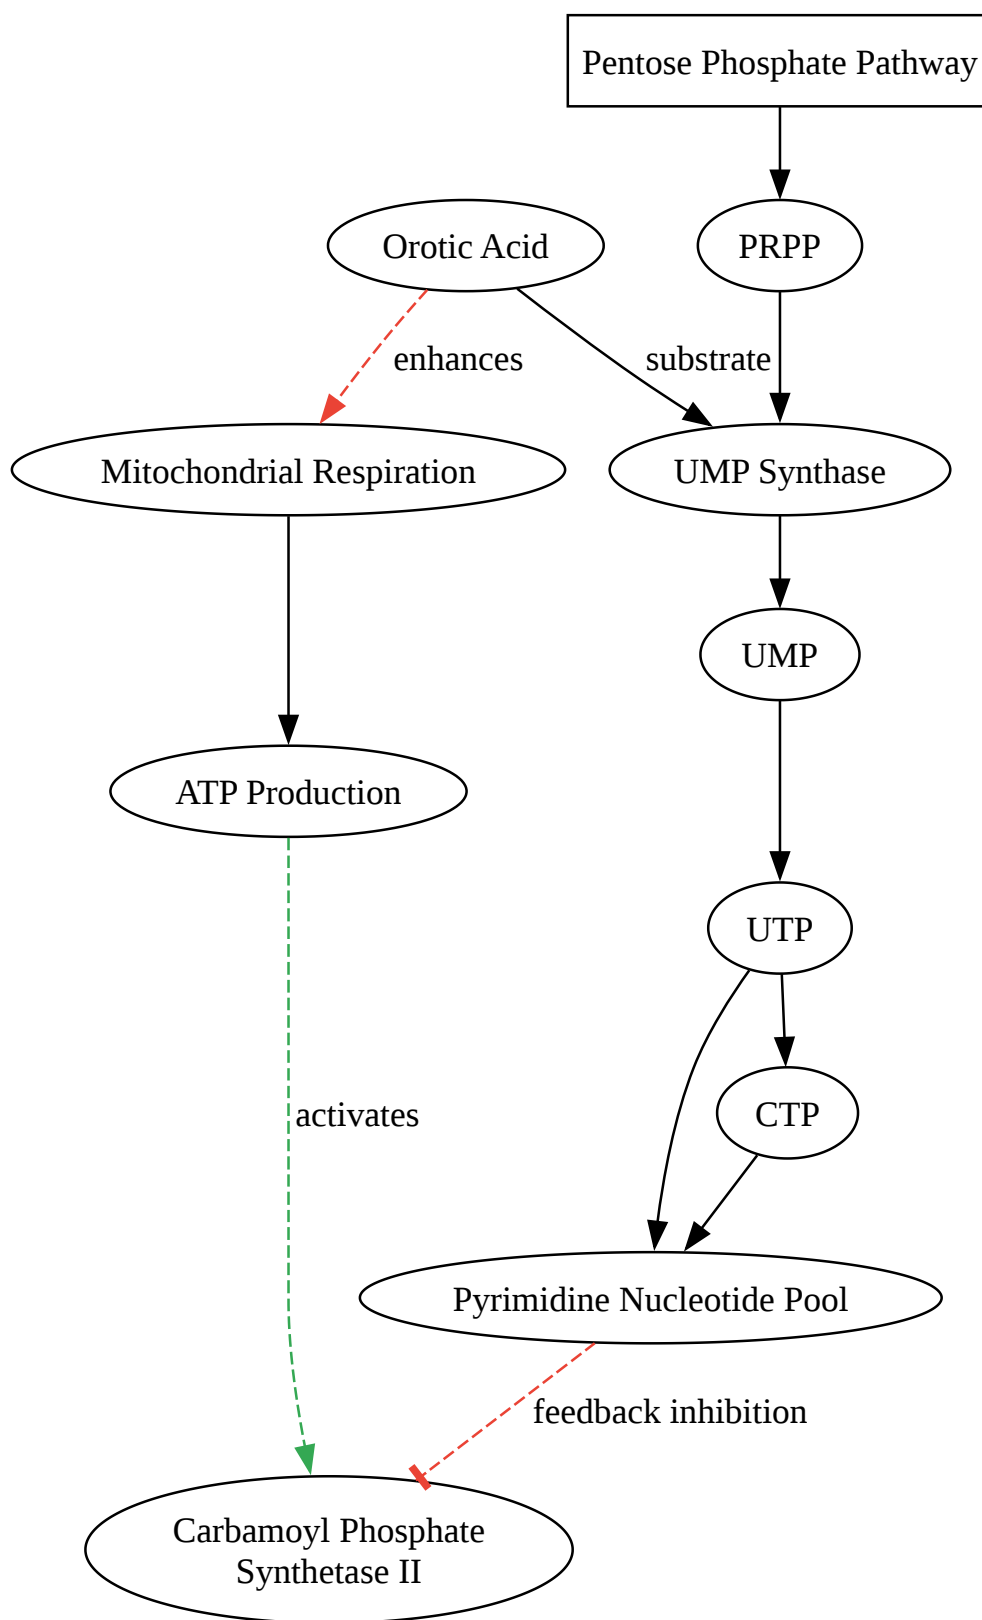 Pentose Phosphate Pathway
Orotic Acid
PRPP
enhances
substrate
Mitochondrial Respiration
UMP Synthase
UMP
ATP Production
UTP
activates
CTP
Pyrimidine Nucleotide Pool
feedback inhibition
Carbamoyl Phosphate
Synthetase II